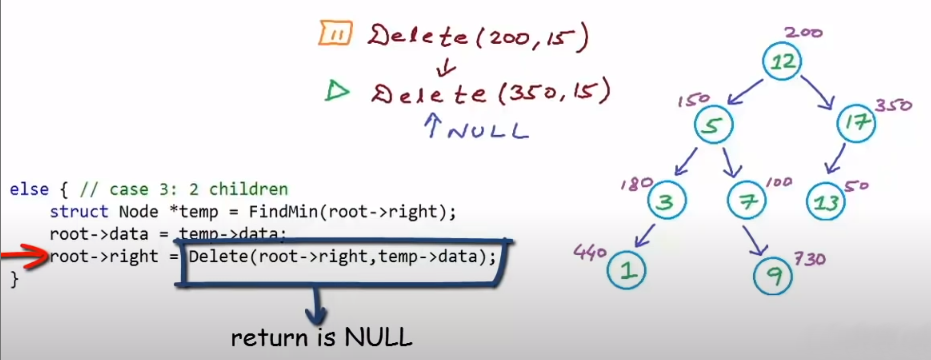 Delete(200,15)
↓
Delete(350,15)
↑NULL
200
12
150
5
350
17
180
3
100
7
50
13
440
1
730
9
else { // case 3: 2 children
struct Node *temp = FindMin(root->right);
root->data = temp->data;
root->right = Delete(root->right,temp->data);
}
return is NULL